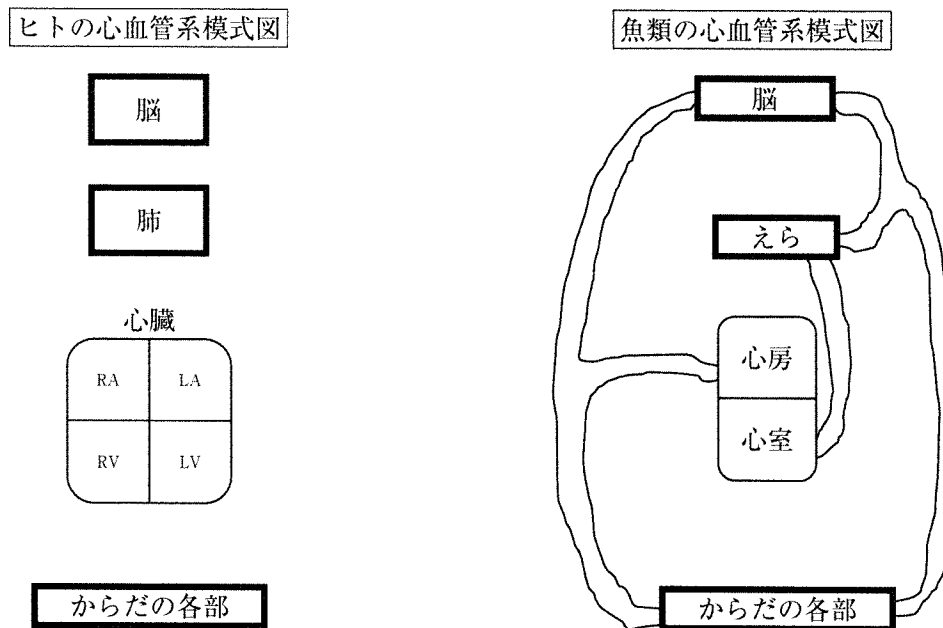 ヒトの心血管系模式図
脳
肺
心臓
RA
LA
RV
LV
からだの各部
魚類の心血管系模式図
脳
えら
心房
心室
からだの各部